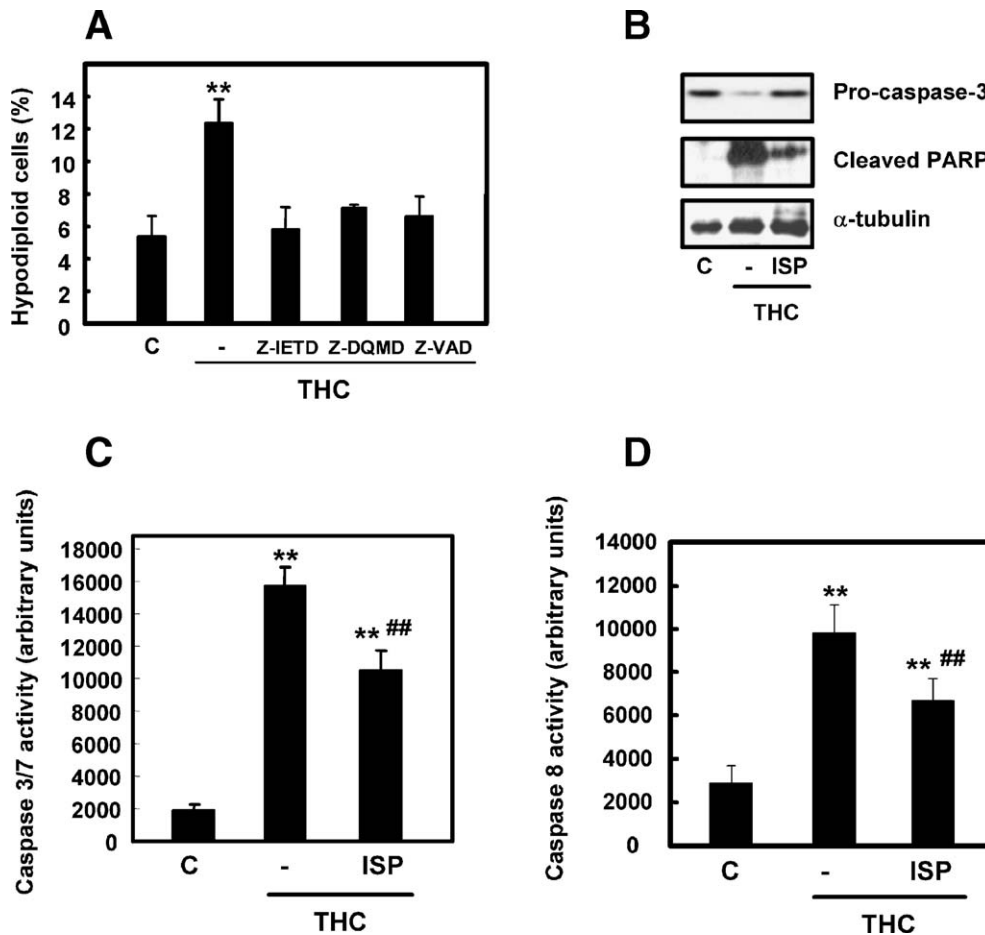 A
Hypodiploid cells (%)
14
12
10
8
6
4
2
0
**
C - Z-IETD Z-DQMD Z-VAD
THC
B
Pro-caspase-3
Cleaved PARP
α-tubulin
C - ISP
THC
C
Caspase 3/7 activity (arbitrary units)
18000
16000
14000
12000
10000
8000
6000
4000
2000
0
**
** ##
C - ISP
THC
D
Caspase 8 activity (arbitrary units)
14000
12000
10000
8000
6000
4000
2000
0
**
** ##
C - ISP
THC